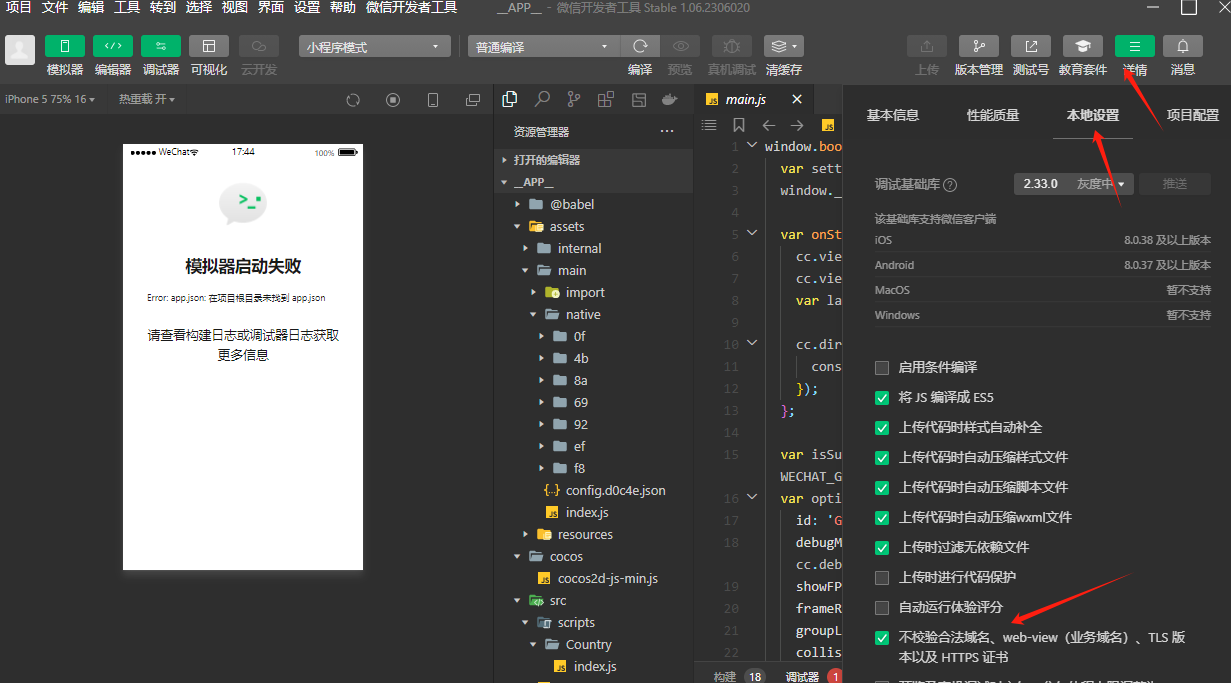 项目 文件 编辑 工具 转到 选择 视图 界面 设置 帮助 微信开发者工具
__APP__ - 微信开发者工具 Stable 1.06.2306020
小程序模式
普通编译
模拟器 编辑器 调试器 可视化 云开发
编译 预览 真机调试 清缓存
上传 版本管理 测试号 教育套件 详情 消息
iPhone 5 75% 16
热重载 开
WeChat
17:44
100%
模拟器启动失败
Error: app.json: 在项目根目录未找到 app.json
请查看构建日志或调试器日志获取
更多信息
资源管理器
打开的编辑器
__APP__
@babel
assets
internal
main
import
native
0f
4b
8a
69
92
ef
f8
config.d0c4e.json
index.js
resources
cocos
cocos2d-js-min.js
src
scripts
Country
index.js
main.js
1 window.boo
2 var sett
3 window._
4
5 var onSt
6 cc.vie
7 cc.vie
8 var la
9
10 cc.dir
11 cons
12 });
13 };
14
15 var isSu
WECHAT_G
16 var opti
17 id: 'G
18 debugM
cc.deb
19 showFP
20 frameR
21 groupL
22 collis
构建 18 调试器 1
基本信息 性能质量 本地设置 项目配置
调试基础库 ?
2.33.0 灰度中
推送
该基础库支持微信客户端
iOS 8.0.38 及以上版本
Android 8.0.37 及以上版本
MacOS 暂不支持
Windows 暂不支持
启用条件编译
将 JS 编译成 ES5
上传代码时样式自动补全
上传代码时自动压缩样式文件
上传代码时自动压缩脚本文件
上传代码时自动压缩wxml文件
上传时过滤无依赖文件
上传时进行代码保护
自动运行体验评分
不校验合法域名、web-view（业务域名）、TLS 版
本以及 HTTPS 证书